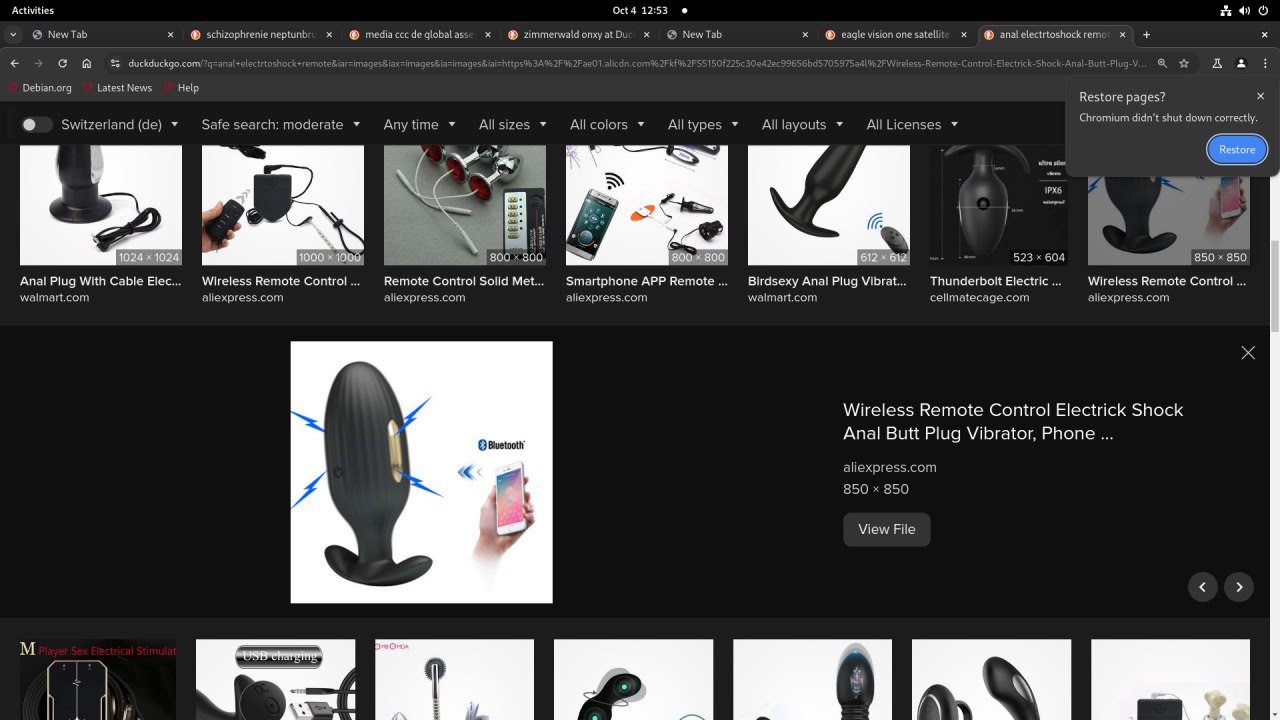 Activities
Oct 4 12:53
New Tab
schizophrenie neptunbru
media ccc de global asse
zimmerwald onxy at Duc
New Tab
eagle vision one satellite
anal electrtoshock remot
duckduckgo.com/?q=anal+electrtoshock+remote&iar=images&iax=images&ia=images&iai=https%3A%2F%2Fae01.alicdn.com%2Fkf%2FS5150f225c30e42ec99656bd5705975a4l%2FWireless-Remote-Control-Electrick-Shock-Anal-Butt-Plug-V...
Debian.org
Latest News
Help
Restore pages?
Chromium didn't shut down correctly.
Restore
Switzerland (de)
Safe search: moderate
Any time
All sizes
All colors
All types
All layouts
All Licenses
IPX6
waterproof
1024 × 1024
1000 × 1000
800 × 800
800 × 800
612 × 612
523 × 604
850 × 850
Anal Plug With Cable Elec...
walmart.com
Wireless Remote Control ...
aliexpress.com
Remote Control Solid Met...
aliexpress.com
Smartphone APP Remote ...
aliexpress.com
Birdsexy Anal Plug Vibrat...
walmart.com
Thunderbolt Electric ...
cellmatecage.com
Wireless Remote Control ...
aliexpress.com
Bluetooth
Wireless Remote Control Electrick Shock
Anal Butt Plug Vibrator, Phone ...
aliexpress.com
850 × 850
View File
M Player Sex Electrical Stimulat
USB charging